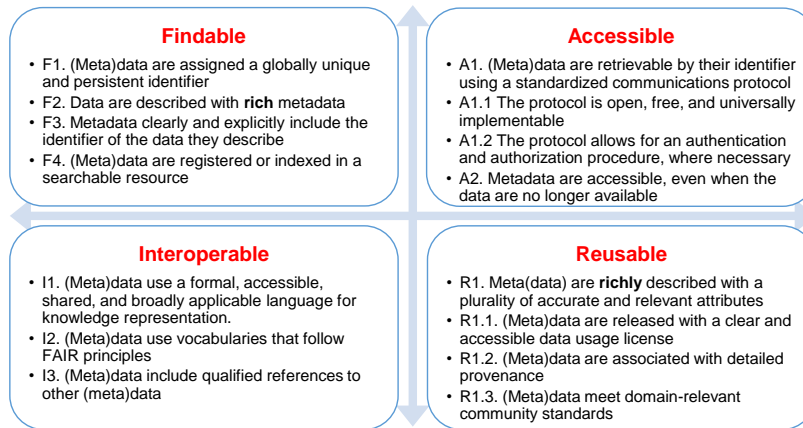 Findable
• F1. (Meta)data are assigned a globally unique
and persistent identifier
• F2. Data are described with rich metadata
• F3. Metadata clearly and explicitly include the
identifier of the data they describe
• F4. (Meta)data are registered or indexed in a
searchable resource
Accessible
• A1. (Meta)data are retrievable by their identifier
using a standardized communications protocol
• A1.1 The protocol is open, free, and universally
implementable
• A1.2 The protocol allows for an authentication
and authorization procedure, where necessary
• A2. Metadata are accessible, even when the
data are no longer available
Interoperable
• I1. (Meta)data use a formal, accessible,
shared, and broadly applicable language for
knowledge representation.
• I2. (Meta)data use vocabularies that follow
FAIR principles
• I3. (Meta)data include qualified references to
other (meta)data
Reusable
• R1. Meta(data) are richly described with a
plurality of accurate and relevant attributes
• R1.1. (Meta)data are released with a clear and
accessible data usage license
• R1.2. (Meta)data are associated with detailed
provenance
• R1.3. (Meta)data meet domain-relevant
community standards